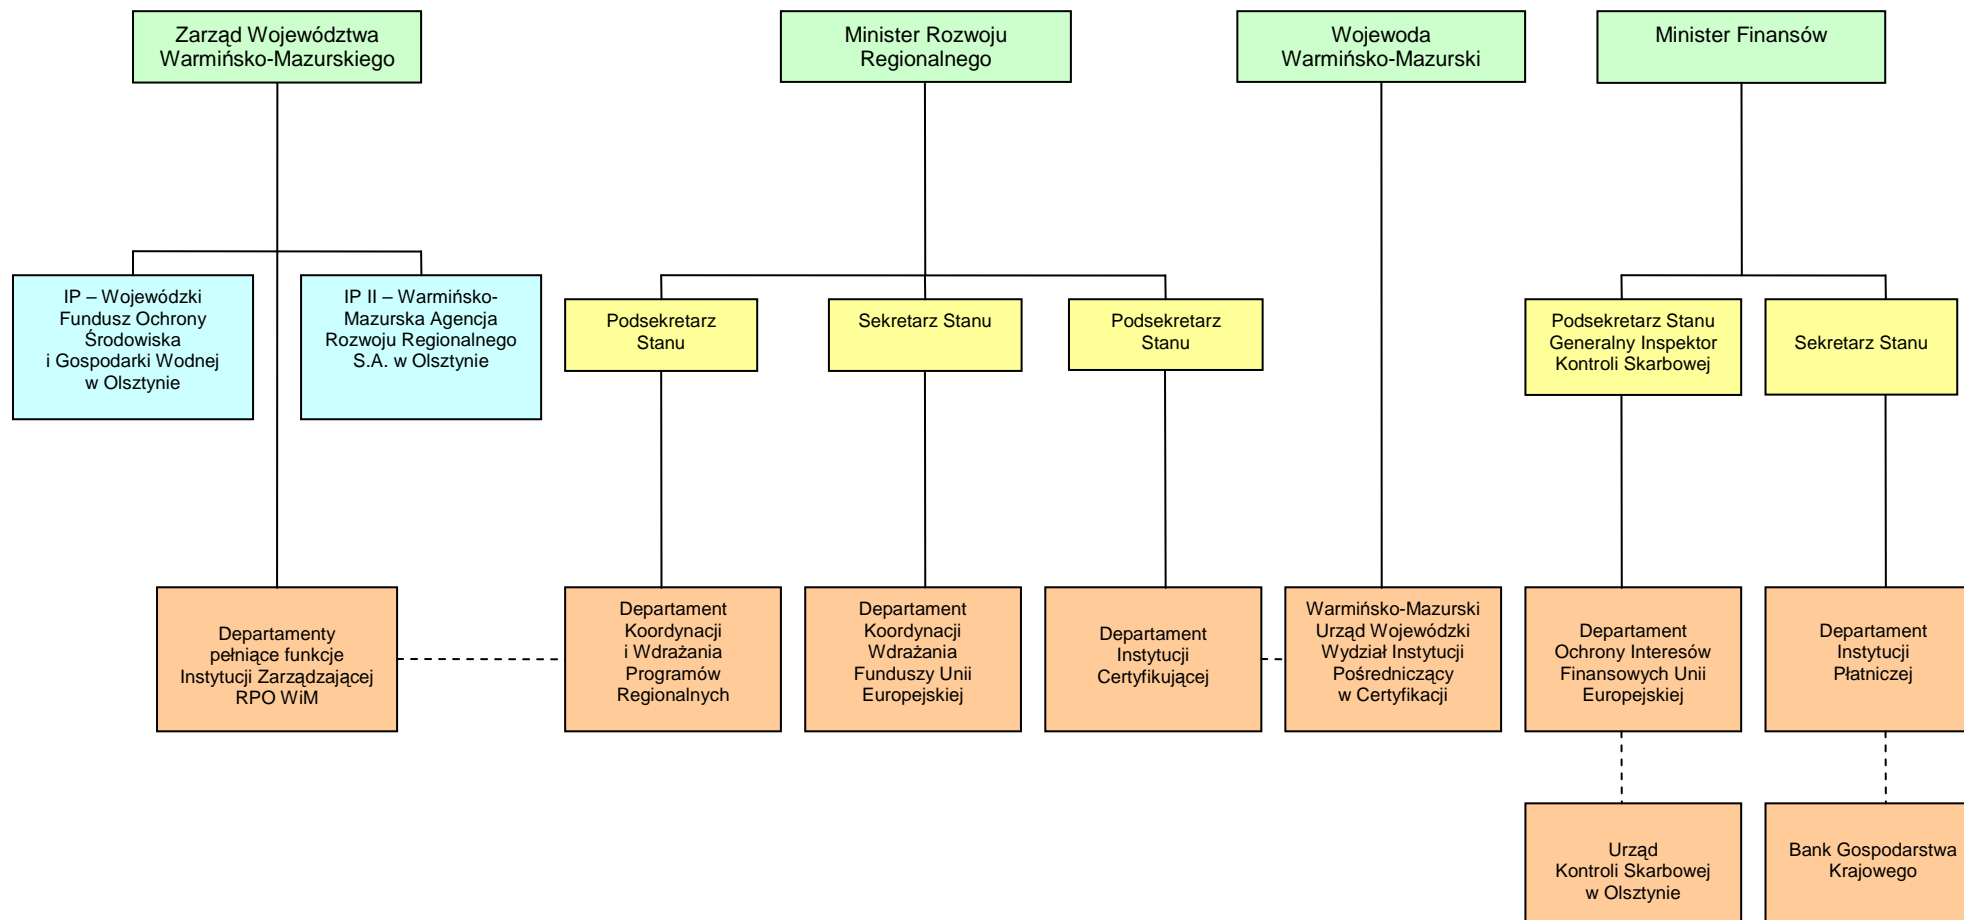 Zarząd Województwa
Warmińsko-Mazurskiego
Minister Rozwoju
Regionalnego
Wojewoda
Warmińsko-Mazurski
Minister Finansów
IP – Wojewódzki
Fundusz Ochrony
Środowiska
i Gospodarki Wodnej
w Olsztynie
IP II – Warmińsko-
Mazurska Agencja
Rozwoju Regionalnego
S.A. w Olsztynie
Podsekretarz
Stanu
Sekretarz Stanu
Podsekretarz
Stanu
Podsekretarz Stanu
Generalny Inspektor
Kontroli Skarbowej
Sekretarz Stanu
Departamenty
pełniące funkcje
Instytucji Zarządzającej
RPO WiM
Departament
Koordynacji
i Wdrażania
Programów
Regionalnych
Departament
Koordynacji
Wdrażania
Funduszy Unii
Europejskiej
Departament
Instytucji
Certyfikującej
Warmińsko-Mazurski
Urząd Wojewódzki
Wydział Instytucji
Pośredniczący
w Certyfikacji
Departament
Ochrony Interesów
Finansowych Unii
Europejskiej
Departament
Instytucji
Płatniczej
Urząd
Kontroli Skarbowej
w Olsztynie
Bank Gospodarstwa
Krajowego